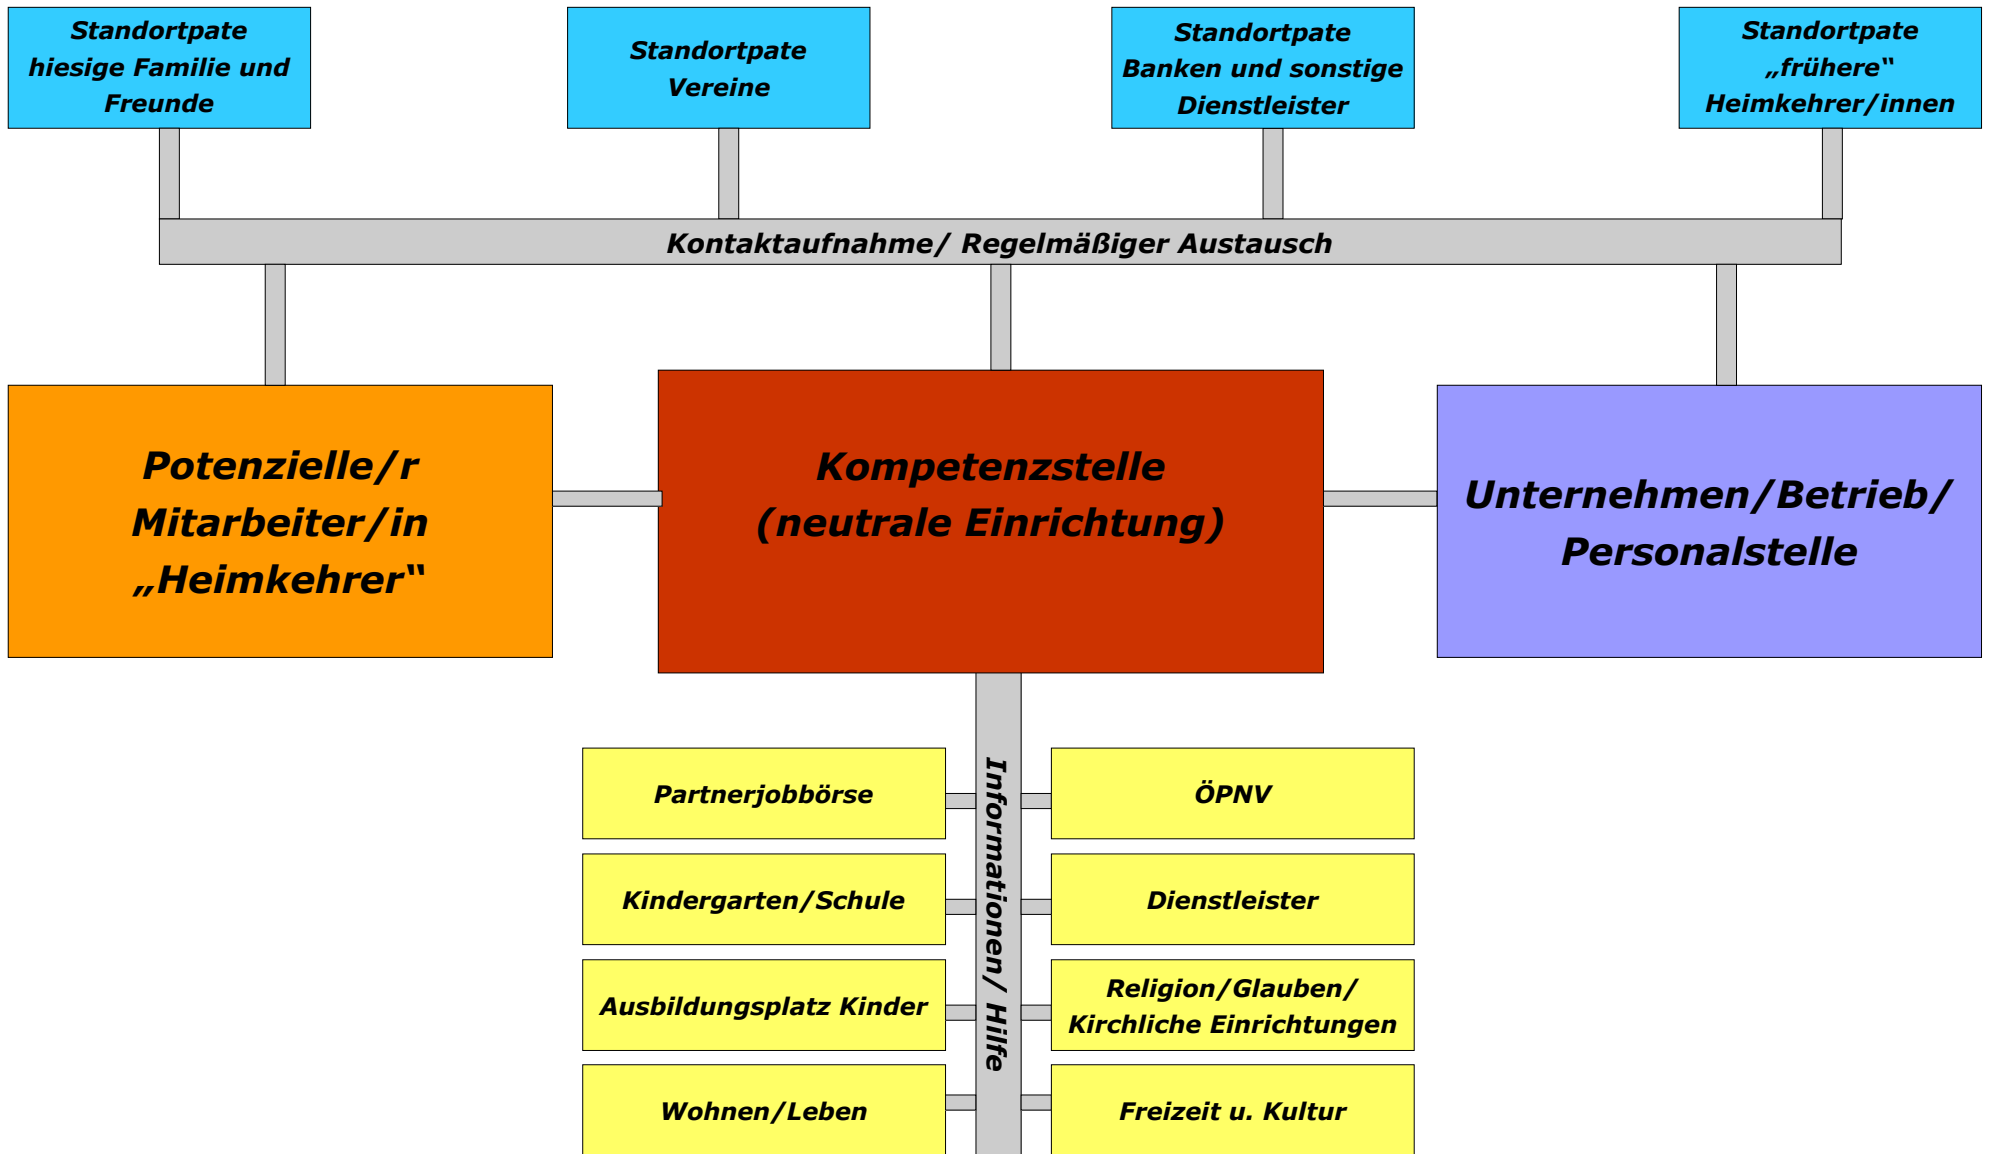 Standortpate
hiesige Familie und
Freunde
Standortpate
Vereine
Standortpate
Banken und sonstige
Dienstleister
Standortpate
„frühere“
Heimkehrer/innen
Kontaktaufnahme/ Regelmäßiger Austausch
Potenzielle/r
Mitarbeiter/in
„Heimkehrer“
Kompetenzstelle
(neutrale Einrichtung)
Unternehmen/Betrieb/
Personalstelle
Informationen/ Hilfe
Partnerjobbörse
ÖPNV
Kindergarten/Schule
Dienstleister
Ausbildungsplatz Kinder
Religion/Glauben/
Kirchliche Einrichtungen
Wohnen/Leben
Freizeit u. Kultur